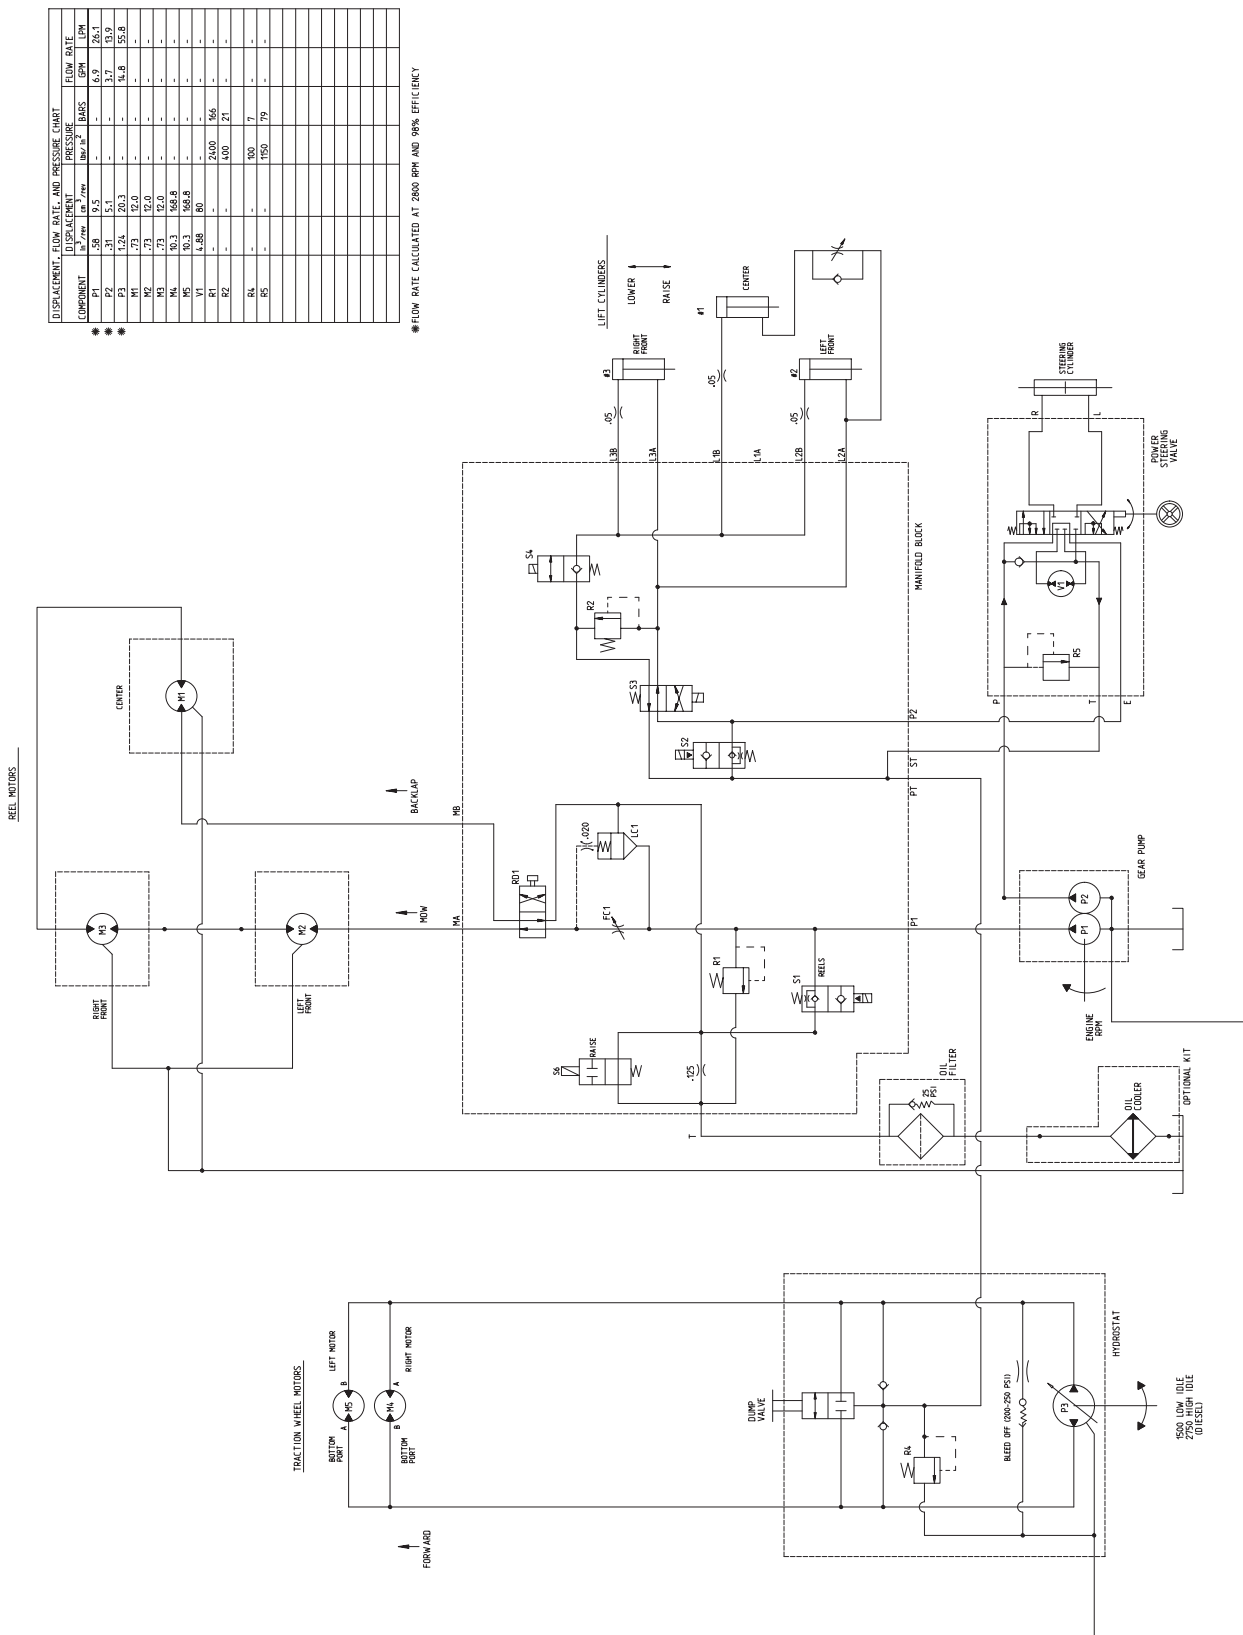 DISPLACEMENT, FLOW RATE, AND PRESSURE CHART
DISPLACEMENT PRESSURE FLOW RATE
COMPONENT in³/rev cm³/rev lbs/in² BARS GPM LPM
✱ P1 .58 9.5 - - 6.9 26.1
✱ P2 .31 5.1 - - 3.7 13.9
✱ P3 1.24 20.3 - - 14.8 55.8
M1 .73 12.0 - - - -
M2 .73 12.0 - - - -
M3 .73 12.0 - - - -
M4 10.3 168.8 - - - -
M5 10.3 168.8 - - - -
V1 4.88 80 - - - -
R1 - - 2400 166 - -
R2 - - 400 21 - -
R4 - - 100 7 - -
R5 - - 1150 79 - -
✱FLOW RATE CALCULATED AT 2800 RPM AND 98% EFFICIENCY
REEL MOTORS
CENTER
M1
RIGHT
FRONT
M3
LEFT
FRONT
M2
MOW
BACKLAP
MA
MB
LIFT CYLINDERS
LOWER
RAISE
#3
RIGHT
FRONT
#1
CENTER
#2
LEFT
FRONT
.05
.05
.05
L3B
L3A
L1B
L1A
L2B
L2A
MANIFOLD BLOCK
S4
R2
S3
S2
P2
ST
PT
P1
RD1
.020
LC1
FC1
R1
S1
REELS
S6
RAISE
.125
T
STEERING
CYLINDER
R
L
POWER
STEERING
VALVE
V1
R5
P
T
E
GEAR PUMP
P2
P1
ENGINE
RPM
OIL
FILTER
25
PSI
OIL
COOLER
OPTIONAL KIT
TRACTION WHEEL MOTORS
LEFT MOTOR
B
M5
A
BOTTOM
PORT
RIGHT MOTOR
A
M4
B
BOTTOM
PORT
FORWARD
DUMP
VALVE
R4
BLEED OFF (200-250 PSI)
P3
HYDROSTAT
1500 LOW IDLE
2750 HIGH IDLE
(DIESEL)